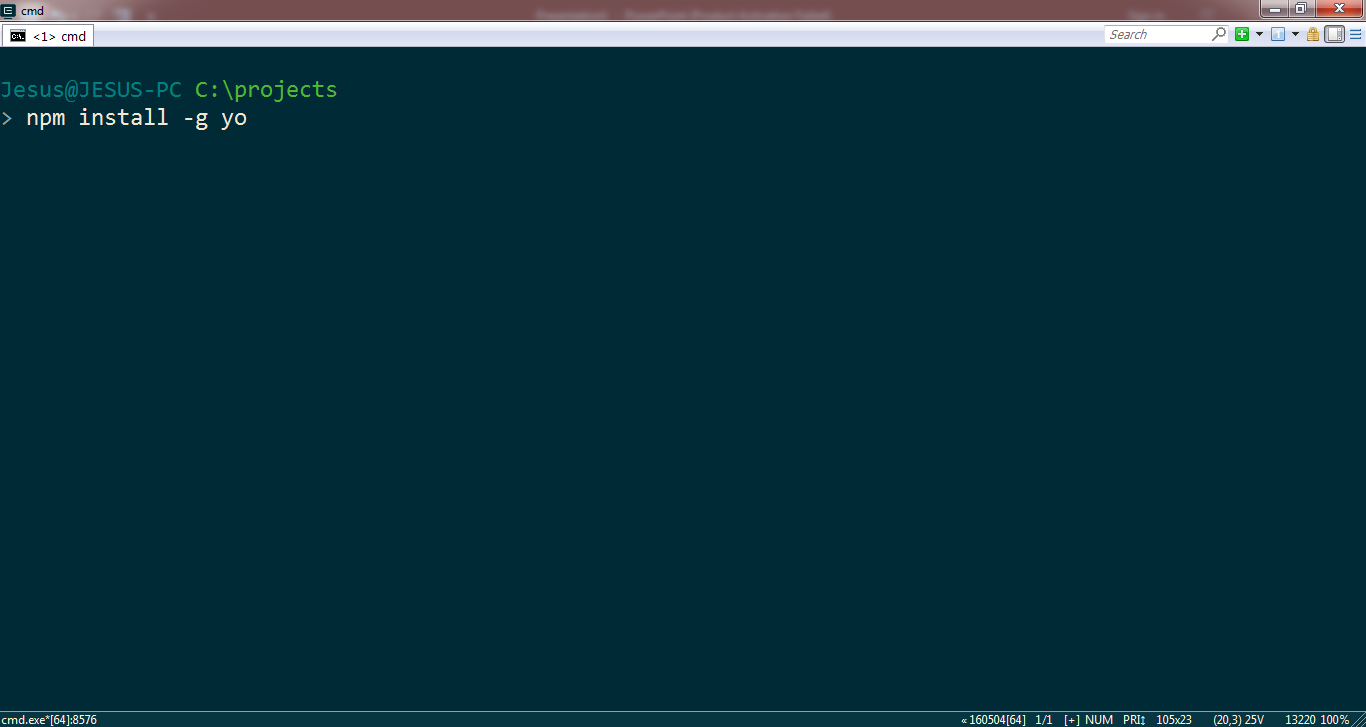 cmd
<1> cmd
Search
Jesus@JESUS-PC C:\projects
> npm install -g yo
cmd.exe*[64]:8576
« 160504[64] 1/1 [+] NUM PRI↕ 105x23 (20,3) 25V 13220 100%